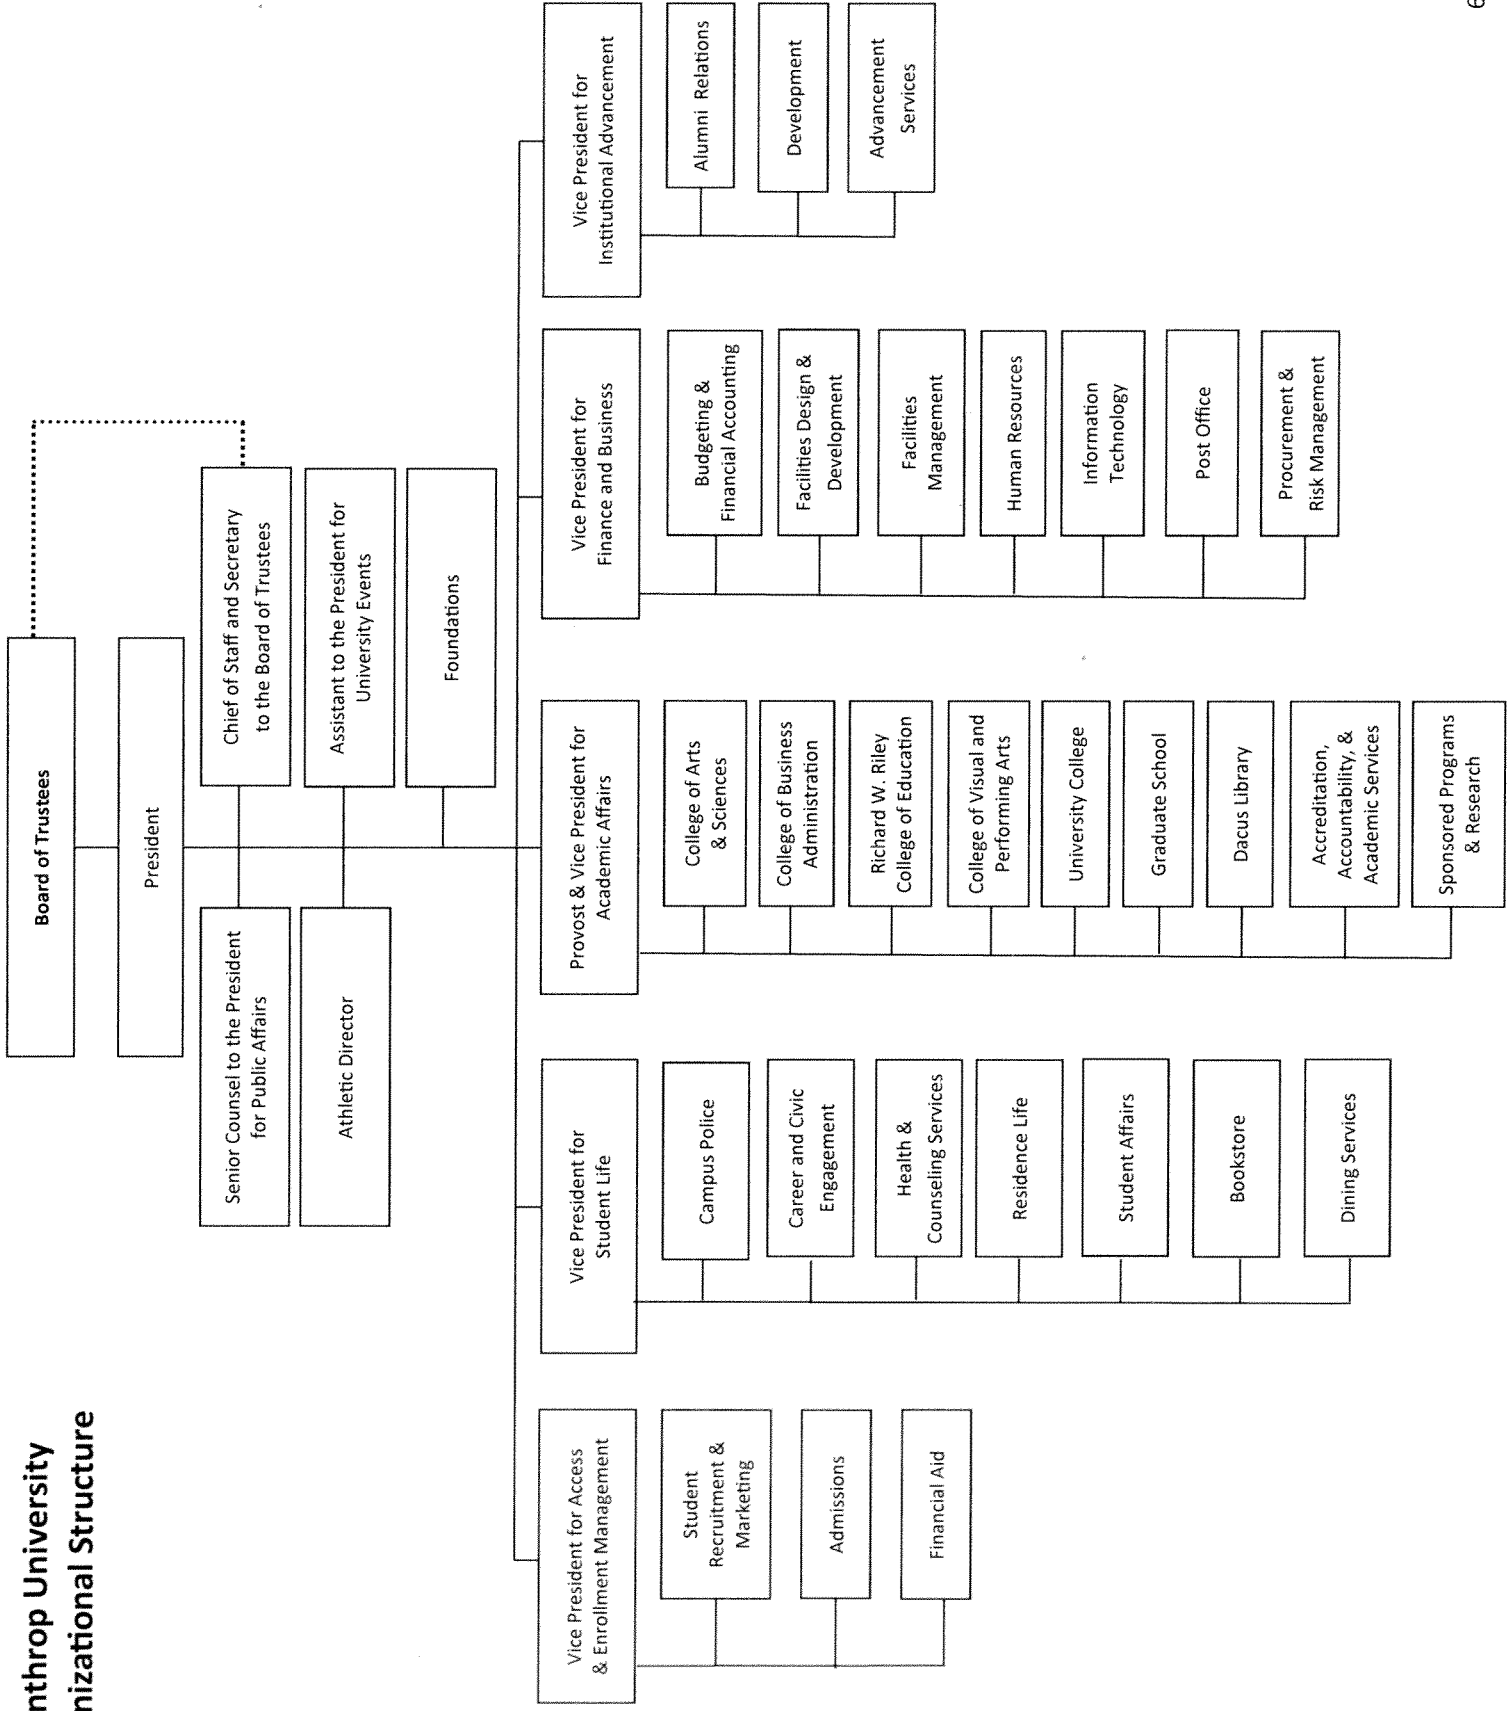 nthrop University
nizational Structure
Board of Trustees
President
Senior Counsel to the President
for Public Affairs
Chief of Staff and Secretary
to the Board of Trustees
Athletic Director
Assistant to the President for
University Events
Foundations
Vice President for Access
& Enrollment Management
Student
Recruitment &
Marketing
Admissions
Financial Aid
Vice President for
Student Life
Campus Police
Career and Civic
Engagement
Health &
Counseling Services
Residence Life
Student Affairs
Bookstore
Dining Services
Provost & Vice President for
Academic Affairs
College of Arts
& Sciences
College of Business
Administration
Richard W. Riley
College of Education
College of Visual and
Performing Arts
University College
Graduate School
Dacus Library
Accreditation,
Accountability, &
Academic Services
Sponsored Programs
& Research
Vice President for
Finance and Business
Budgeting &
Financial Accounting
Facilities Design &
Development
Facilities
Management
Human Resources
Information
Technology
Post Office
Procurement &
Risk Management
Vice President for
Institutional Advancement
Alumni Relations
Development
Advancement
Services